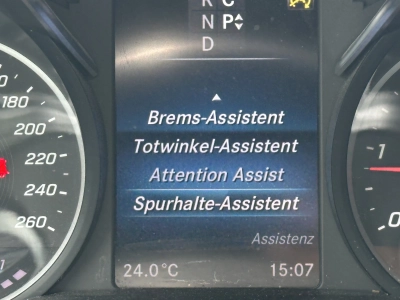 R C
N P
D
Brems-Assistent
Totwinkel-Assistent
Attention Assist
Spurhalte-Assistent
Assistenz
24.0°C 15:07
180
200
220
240
260
1
0